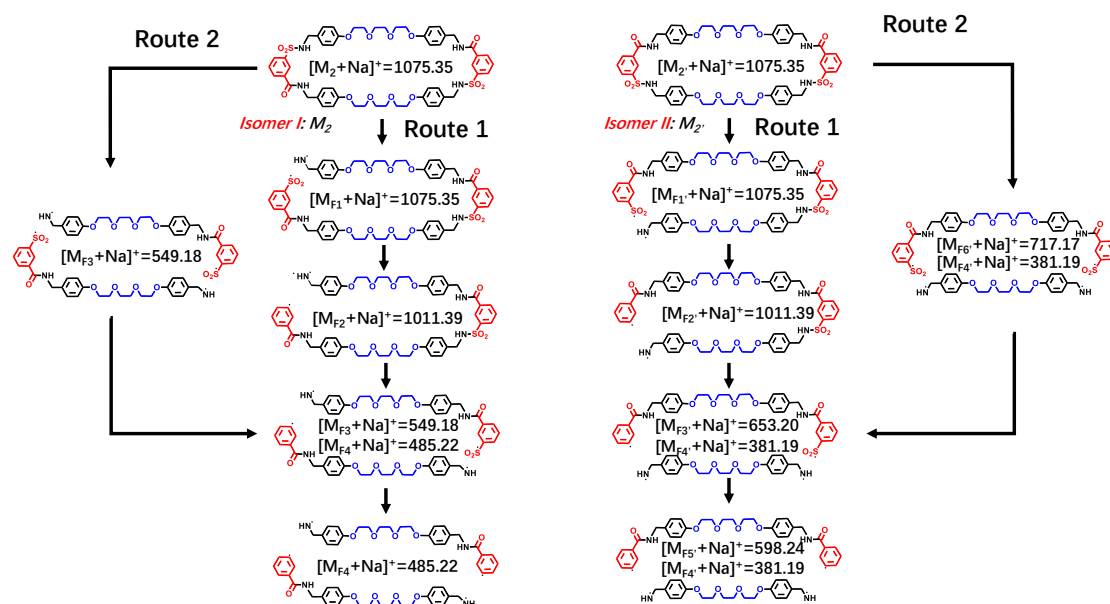 Route 2
[M2+Na]+=1075.35
Isomer I: M2
Route 1
[MF1+Na]+=1075.35
[MF3+Na]+=549.18
[MF2+Na]+=1011.39
[MF3+Na]+=549.18
[MF4+Na]+=485.22
[MF4+Na]+=485.22
Route 2
[M2'+Na]+=1075.35
Isomer II: M2'
Route 1
[MF1'+Na]+=1075.35
[MF6'+Na]+=717.17
[MF4'+Na]+=381.19
[MF2'+Na]+=1011.39
[MF3'+Na]+=653.20
[MF4'+Na]+=381.19
[MF5'+Na]+=598.24
[MF4'+Na]+=381.19